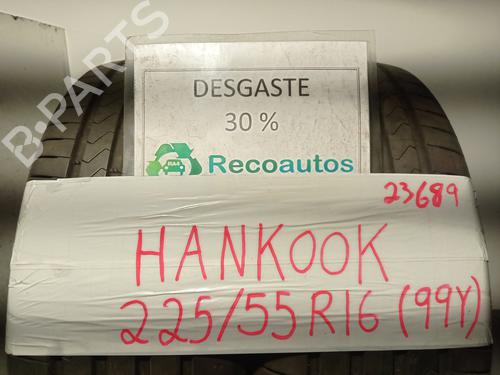 B-PARTS
DESGASTE
30 %
Recoautos
23689
HANKOOK
225/55R16 (99Y)